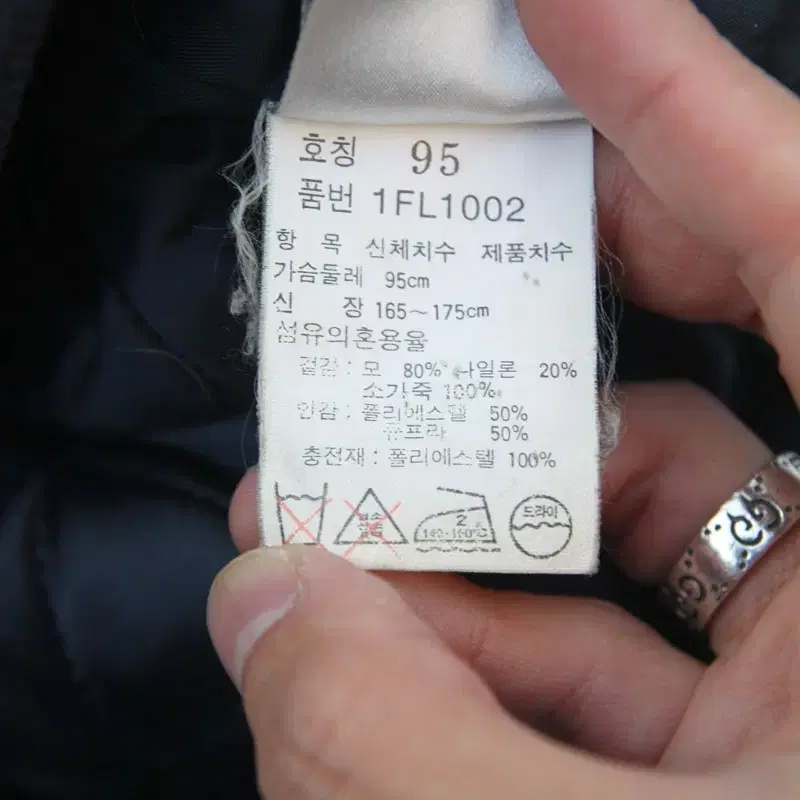 호칭 95
품번 1FL1002
항 목 신체치수 제품치수
가슴둘레 95cm
신 장 165~175cm
섬유의혼용율
겉감 : 모 80% 나일론 20%
소가죽 100%
안감 : 폴리에스텔 50%
큐프라 50%
충전재 : 폴리에스텔 100%
2
140~160℃
드라이